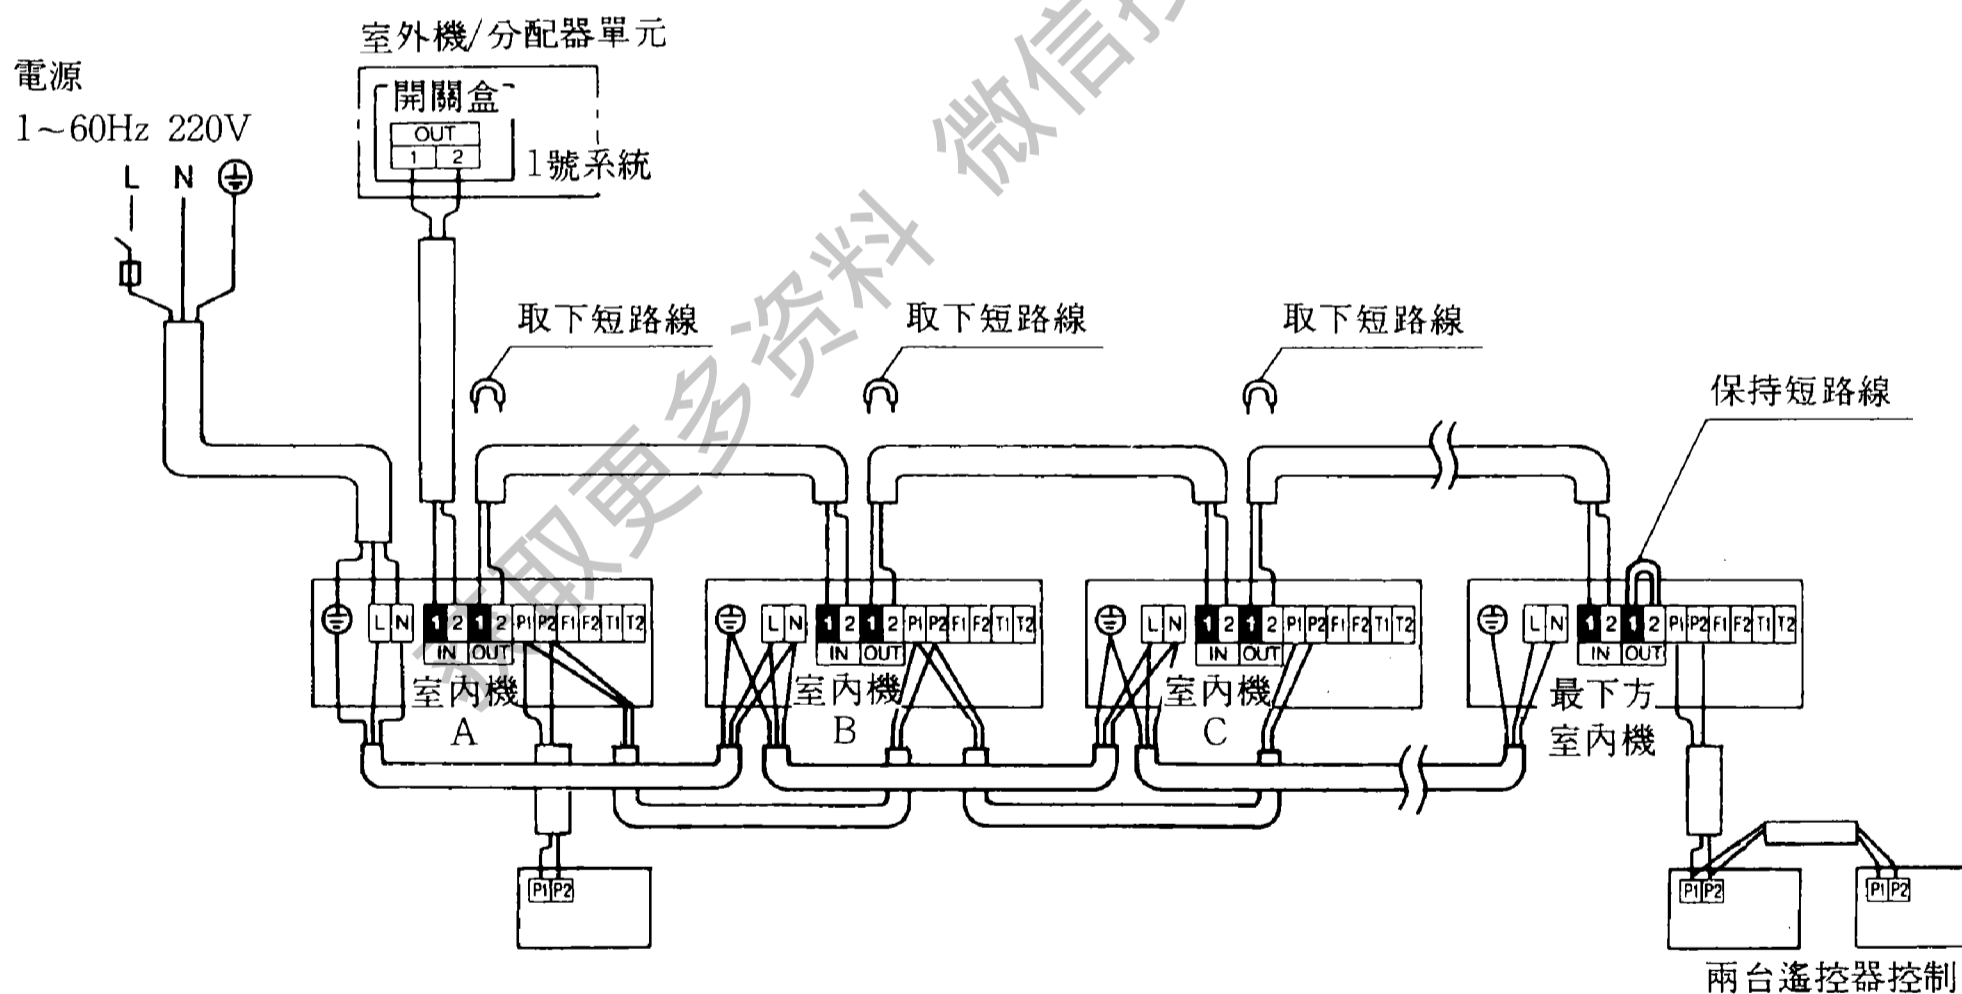 室外機/分配器單元
電源
開關盒
1～60Hz 220V
OUT
1 2
1號系統
L N
微信
取更多资料
取下短路線
取下短路線
取下短路線
保持短路線
L N 1 2 1 2 P1 P2 F1 F2 T1 T2
IN OUT
室內機
A
L N 1 2 1 2 P1 P2 F1 F2 T1 T2
IN OUT
室內機
B
L N 1 2 1 2 P1 P2 F1 F2 T1 T2
IN OUT
室內機
C
L N 1 2 1 2 P1 P2 F1 F2 T1 T2
IN OUT
最下方
室內機
P1 P2
P1 P2
P1 P2
兩台遙控器控制